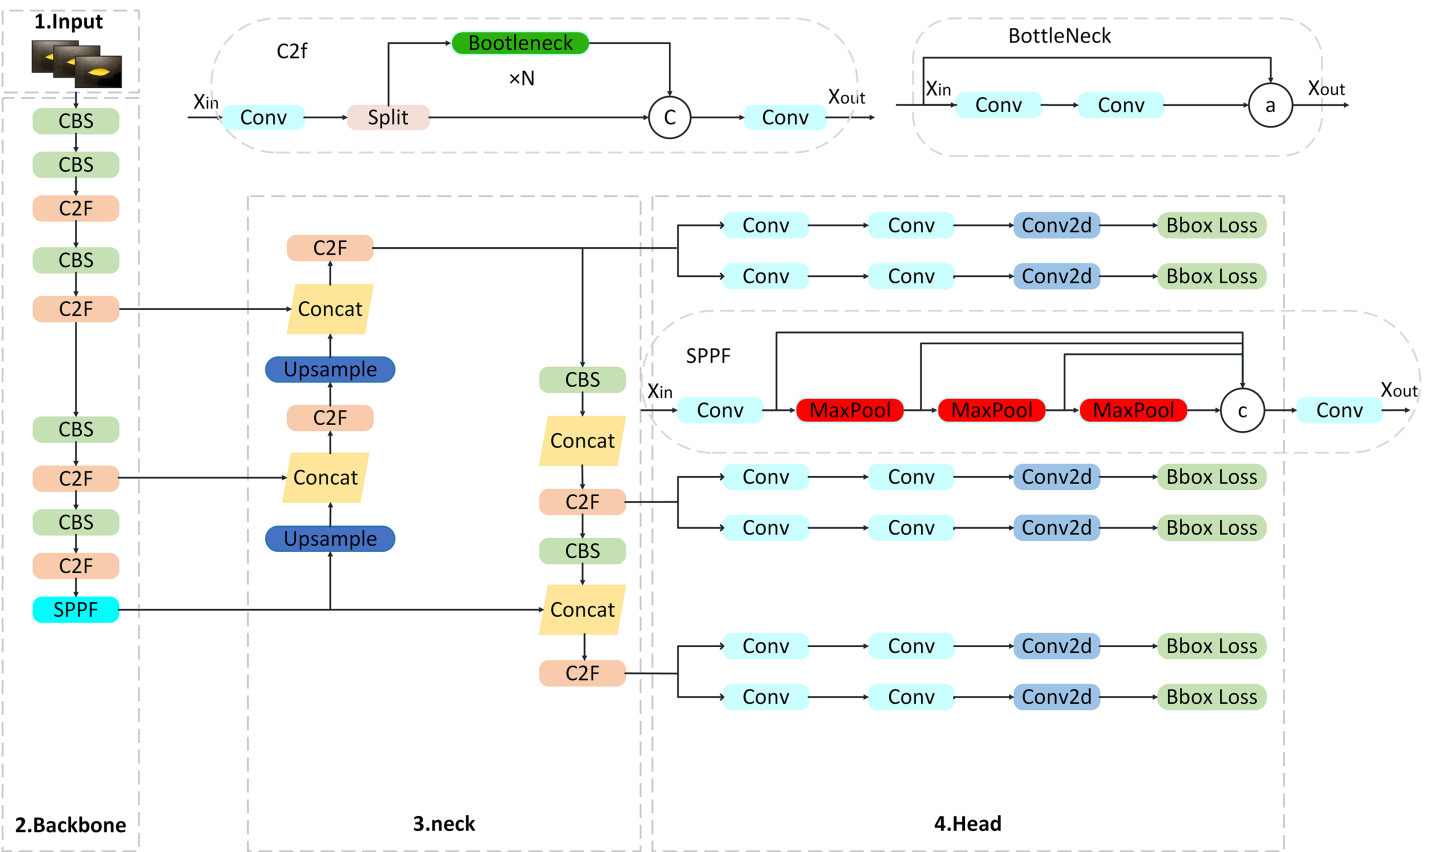 1.Input
CBS
CBS
C2F
CBS
C2F
CBS
C2F
CBS
C2F
SPPF
2.Backbone
C2f
Bootleneck
×N
Xin
Conv
Split
C
Conv
Xout
BottleNeck
Xin
Conv
Conv
a
Xout
C2F
Concat
Upsample
C2F
Concat
Upsample
CBS
Concat
C2F
CBS
Concat
C2F
3.neck
Conv Conv Conv2d Bbox Loss
Conv Conv Conv2d Bbox Loss
SPPF
Xin
Conv
MaxPool
MaxPool
MaxPool
c
Conv
Xout
Conv Conv Conv2d Bbox Loss
Conv Conv Conv2d Bbox Loss
Conv Conv Conv2d Bbox Loss
Conv Conv Conv2d Bbox Loss
4.Head